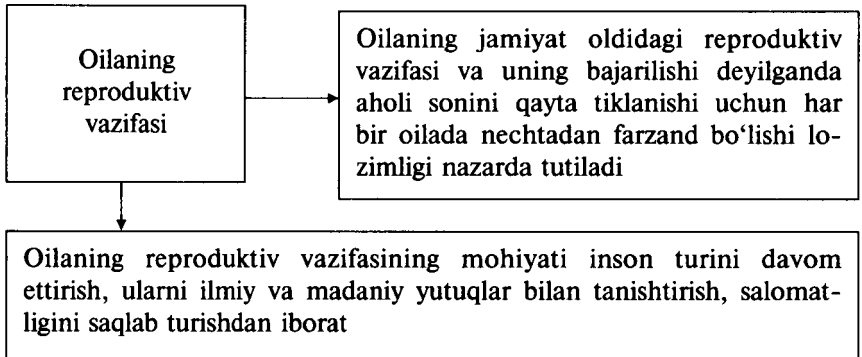 Oilaning
reproduktiv
vazifasi
Oilaning jamiyat oldidagi reproduktiv
vazifasi va uning bajarilishi deyilganda
aholi sonini qayta tiklanishi uchun har
bir oilada nechtadan farzand bo‘lishi lo-
zimligi nazarda tutiladi
Oilaning reproduktiv vazifasining mohiyati inson turini davom
ettirish, ularni ilmiy va madaniy yutuqlar bilan tanishtirish, salomat-
ligini saqlab turishdan iborat